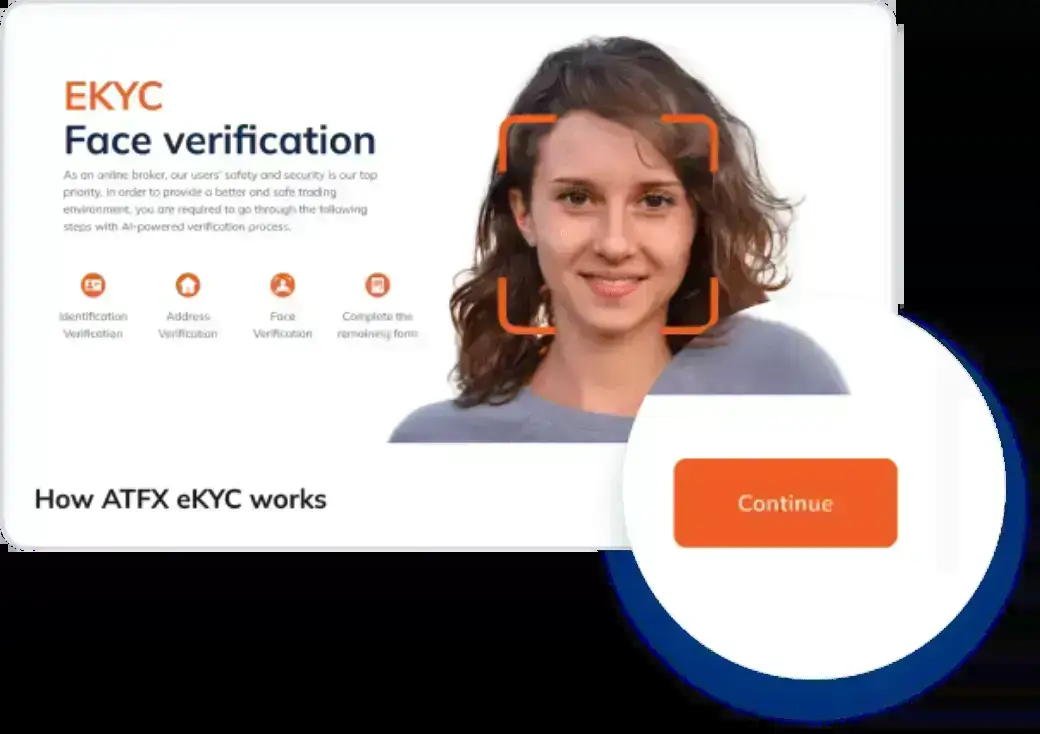 EKYC
Face verification
As an online broker, our users' safety and security is our top
priority. In order to provide a better and safe trading
environment, you are required to go through the following
steps with AI-powered verification process.
Identification
Verification
Address
Verification
Face
Verification
Complete the
remaining form
How ATFX eKYC works
Continue